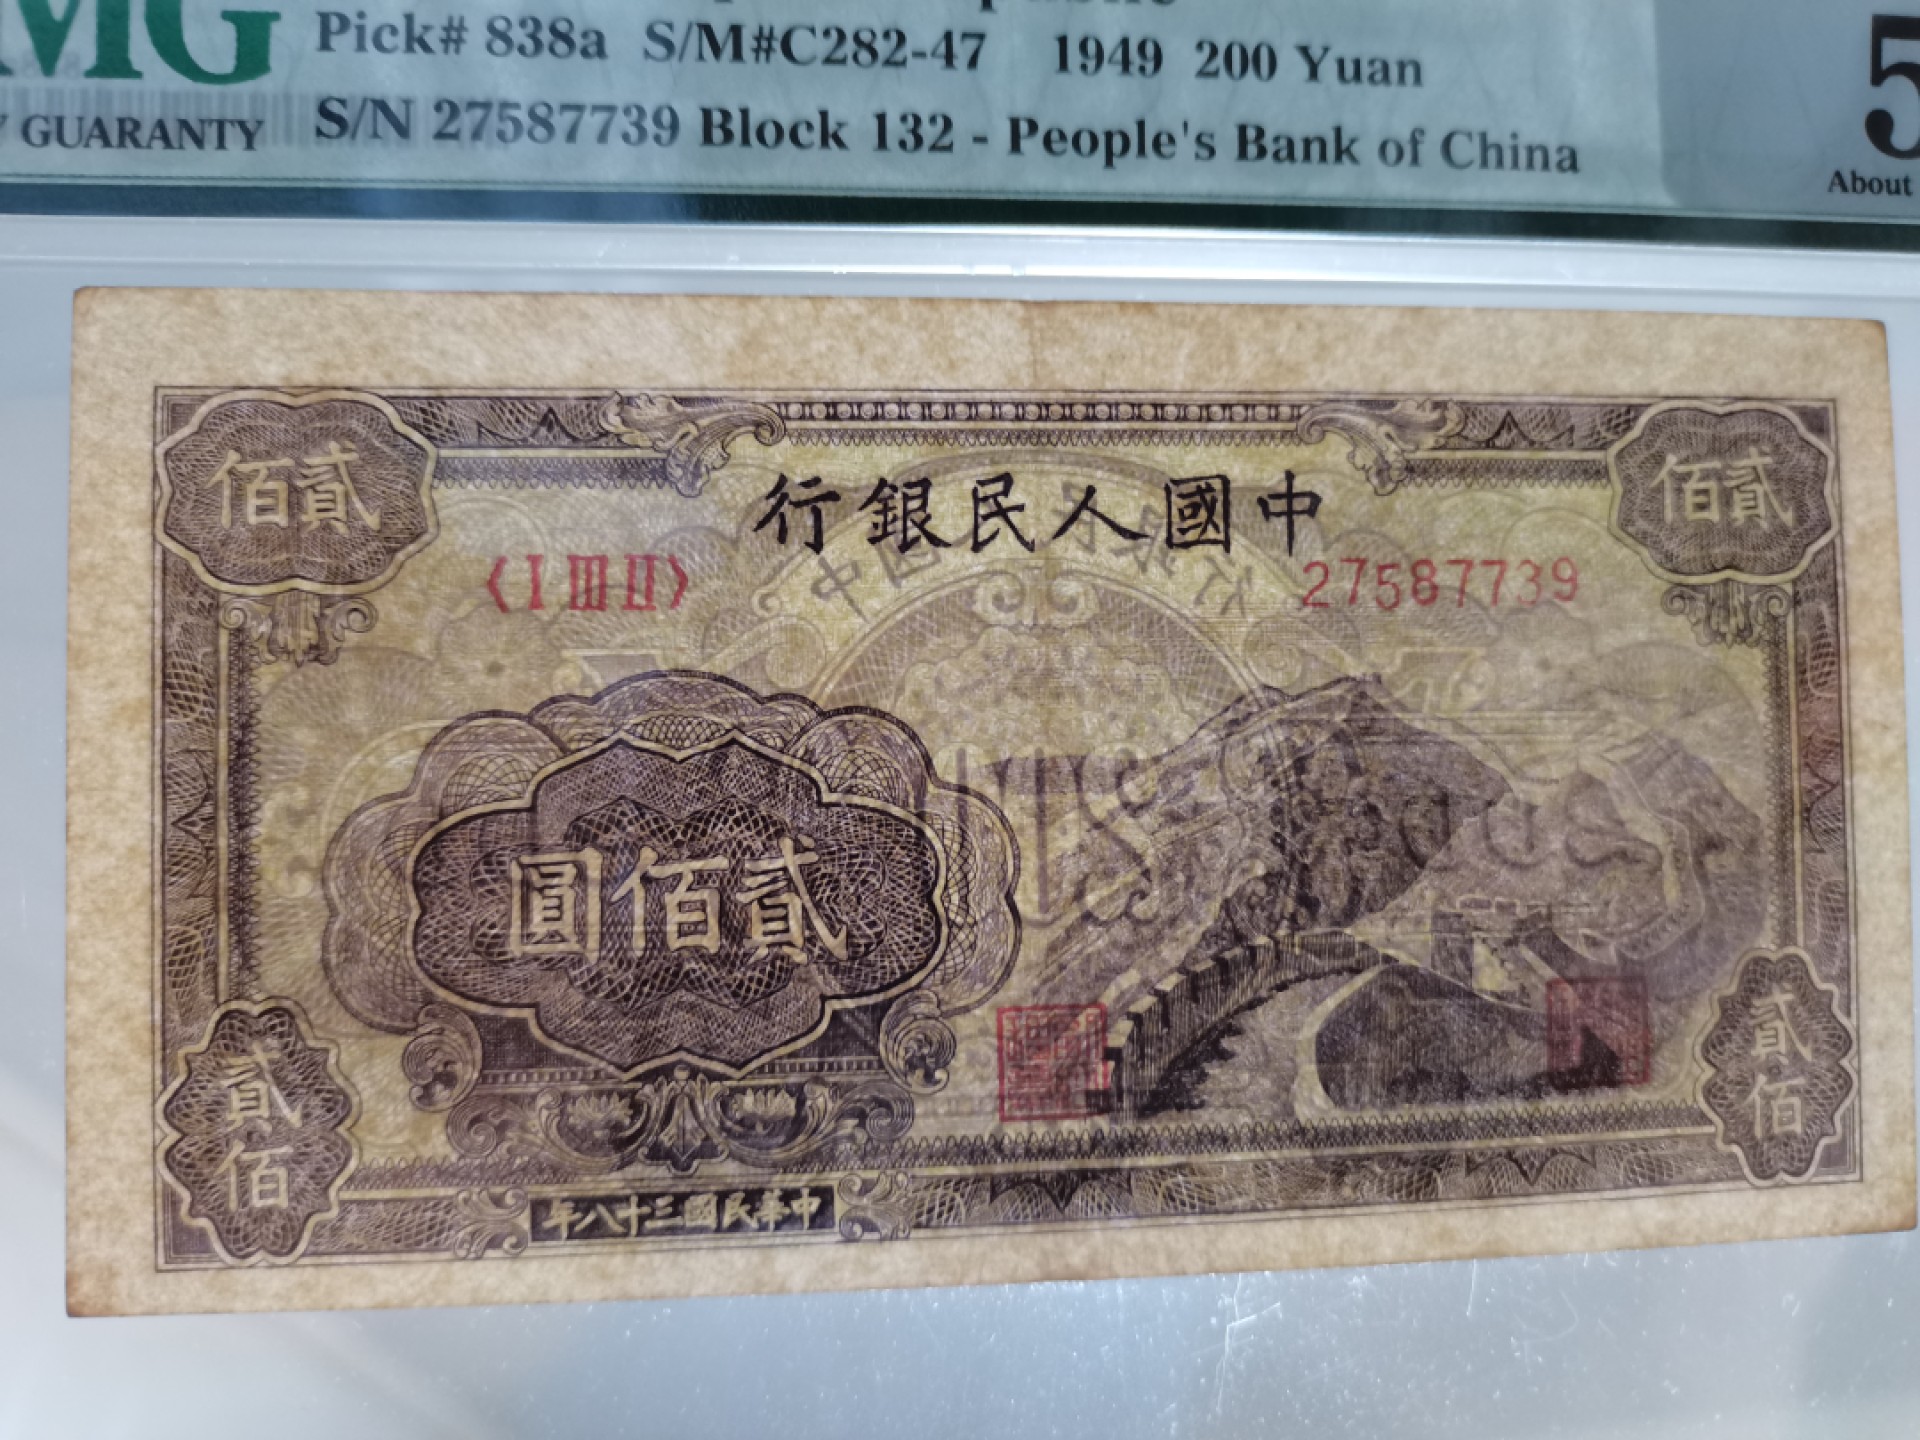 MG
Pick# 838a S/M#C282-47 1949 200 Yuan
GUARANTY
S/N 27587739 Block 132 - People's Bank of China
5
About
佰貳
佰貳
行銀民人國中
〈I III II〉
27587739
圓佰貳
貳佰
貳佰
年八十三國民華中